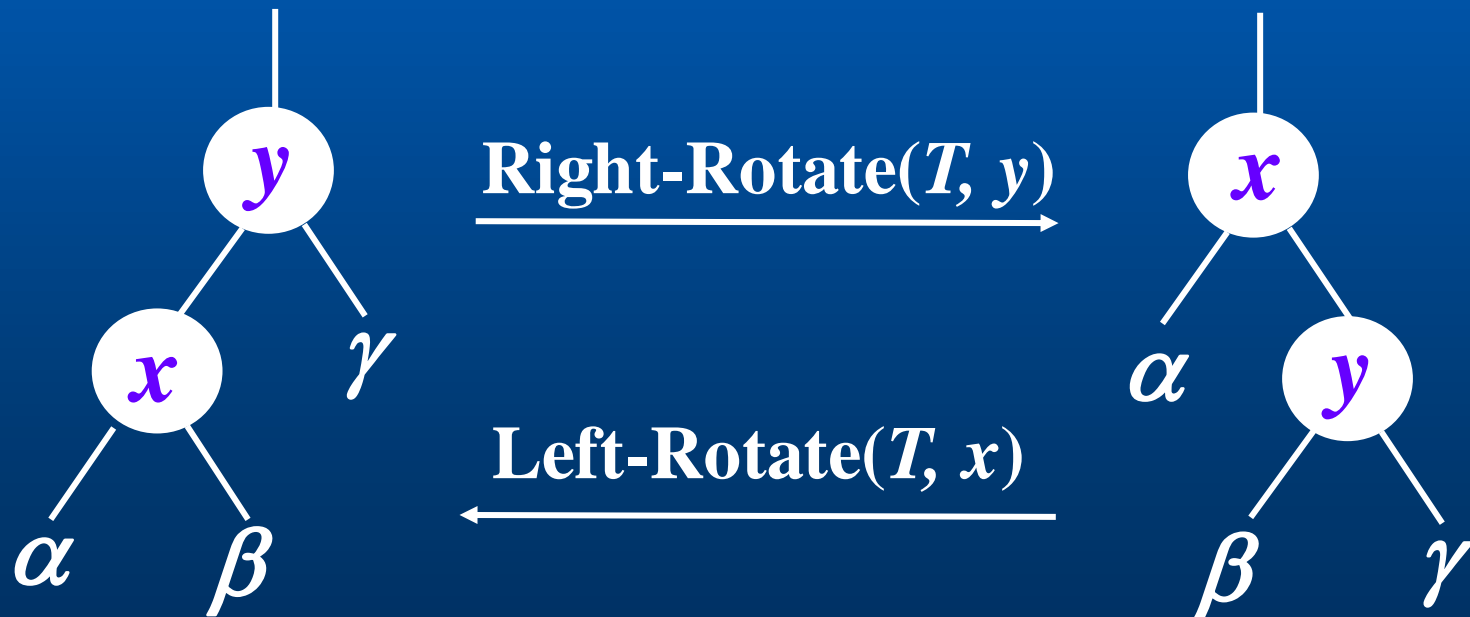 y
Right-Rotate(T, y)
x
x
γ
α
y
Left-Rotate(T, x)
α
β
β
γ